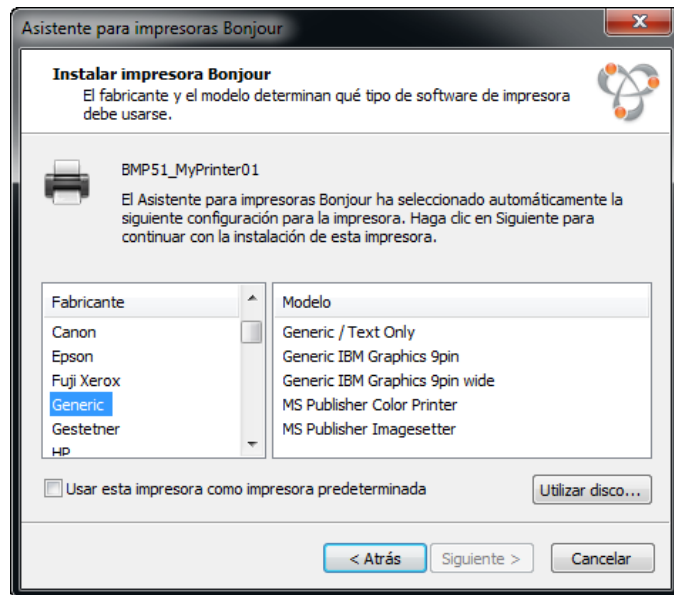 Asistente para impresoras Bonjour
Instalar impresora Bonjour
El fabricante y el modelo determinan qué tipo de software de impresora
debe usarse.
BMP51_MyPrinter01
El Asistente para impresoras Bonjour ha seleccionado automáticamente la
siguiente configuración para la impresora. Haga clic en Siguiente para
continuar con la instalación de esta impresora.
Fabricante
Canon
Epson
Fuji Xerox
Generic
Gestetner
HP
Modelo
Generic / Text Only
Generic IBM Graphics 9pin
Generic IBM Graphics 9pin wide
MS Publisher Color Printer
MS Publisher Imagesetter
Usar esta impresora como impresora predeterminada
Utilizar disco...
< Atrás
Siguiente >
Cancelar